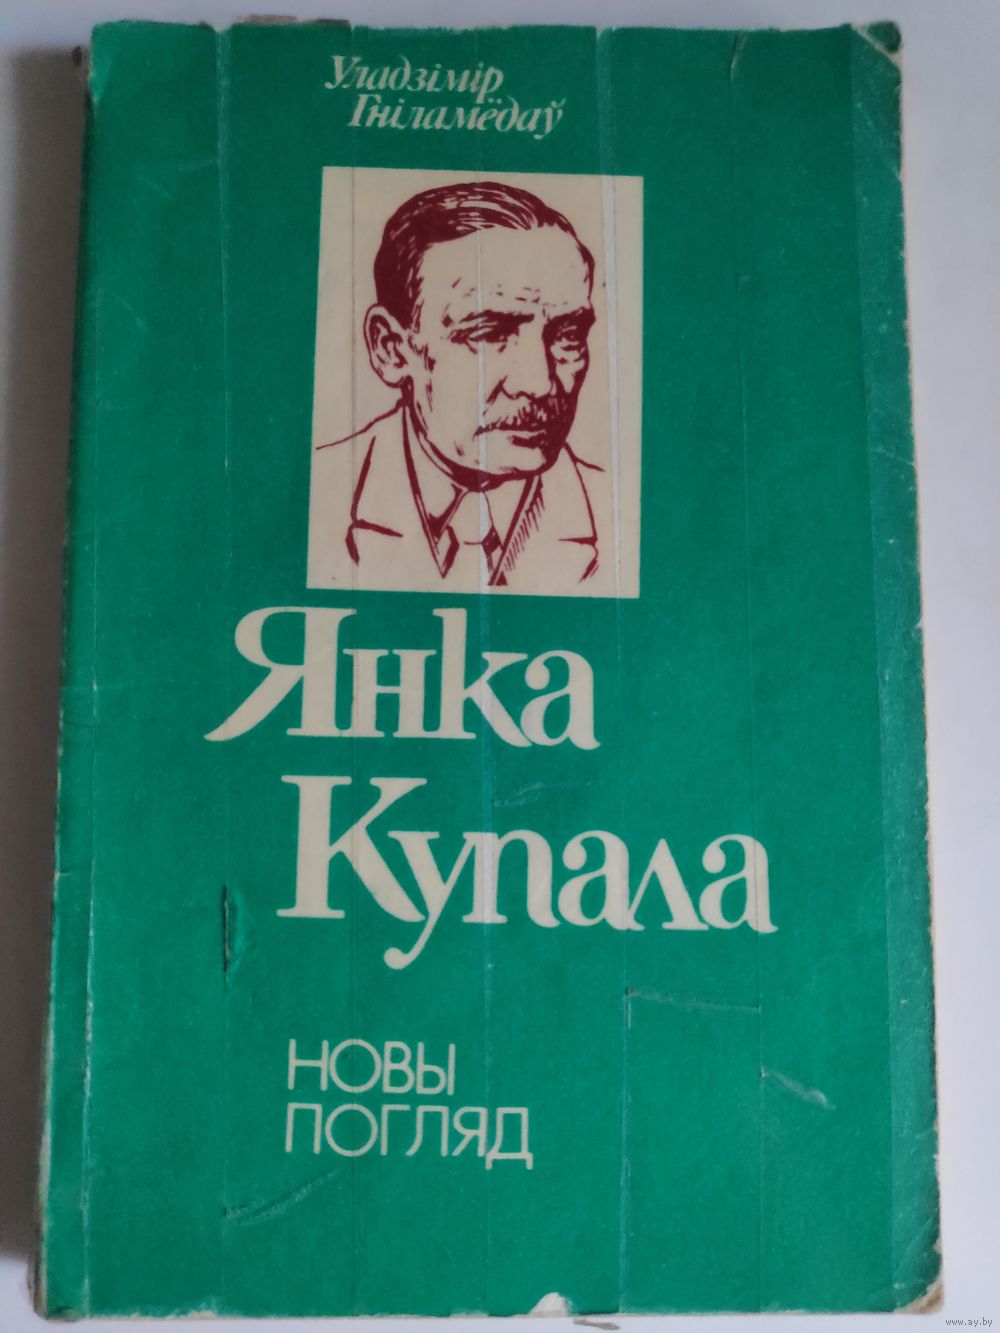 Уладзімір
Гніламёдаў
Янка
Купала
НОВЫ
ПОГЛЯД
www.ay.by